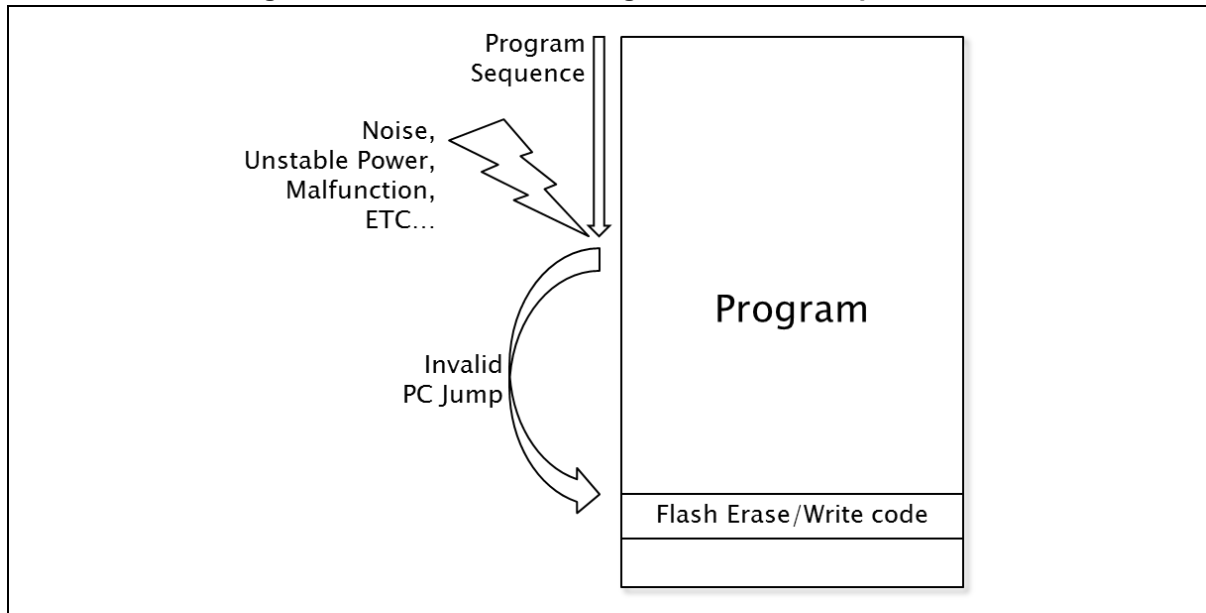 Program
Sequence
Noise,
Unstable Power,
Malfunction,
ETC...
Program
Invalid
PC Jump
Flash Erase/Write code